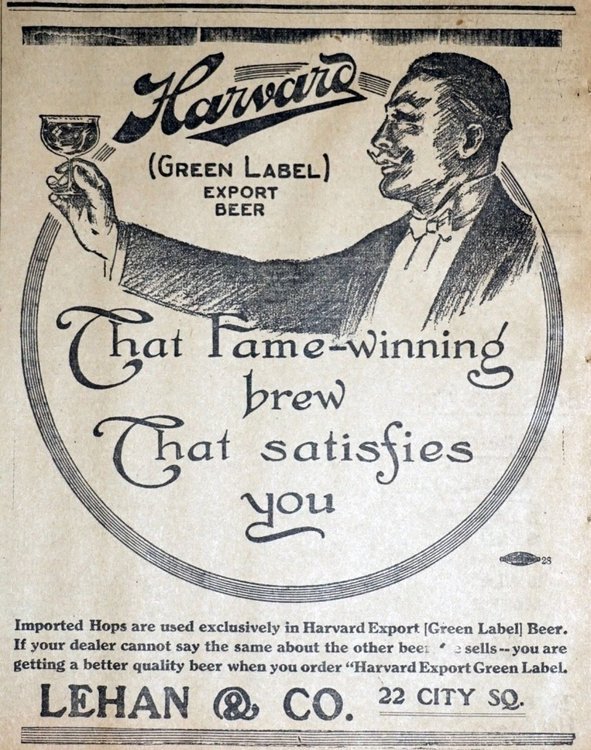 Harvard
(GREEN LABEL)
EXPORT
BEER
That Fame-winning
brew
That satisfies
you
28
Imported Hops are used exclusively in Harvard Export [Green Label] Beer.
If your dealer cannot say the same about the other beer sells--you are
getting a better quality beer when you order "Harvard Export Green Label.
LEHAN & CO. 22 CITY SQ.